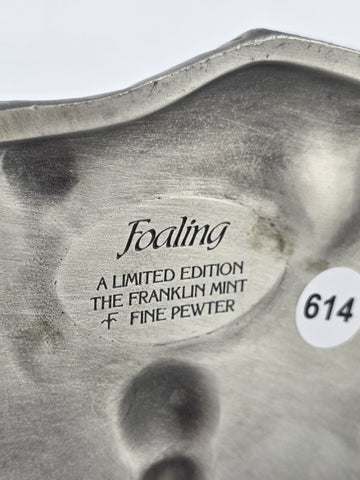 Foaling
A LIMITED EDITION
THE FRANKLIN MINT
FINE PEWTER
614